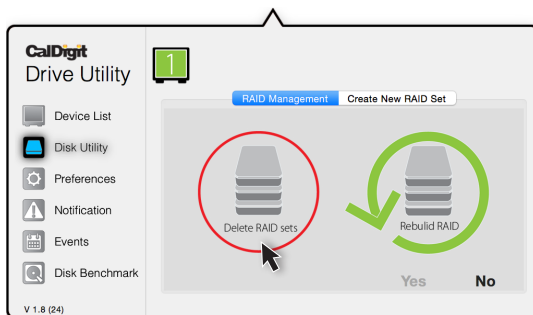 CalDigit
Drive Utility
1
RAID Management
Create New RAID Set
Device List
Disk Utility
Preferences
Notification
Events
Disk Benchmark
Delete RAID sets
Rebulid RAID
Yes
No
V 1.8 (24)